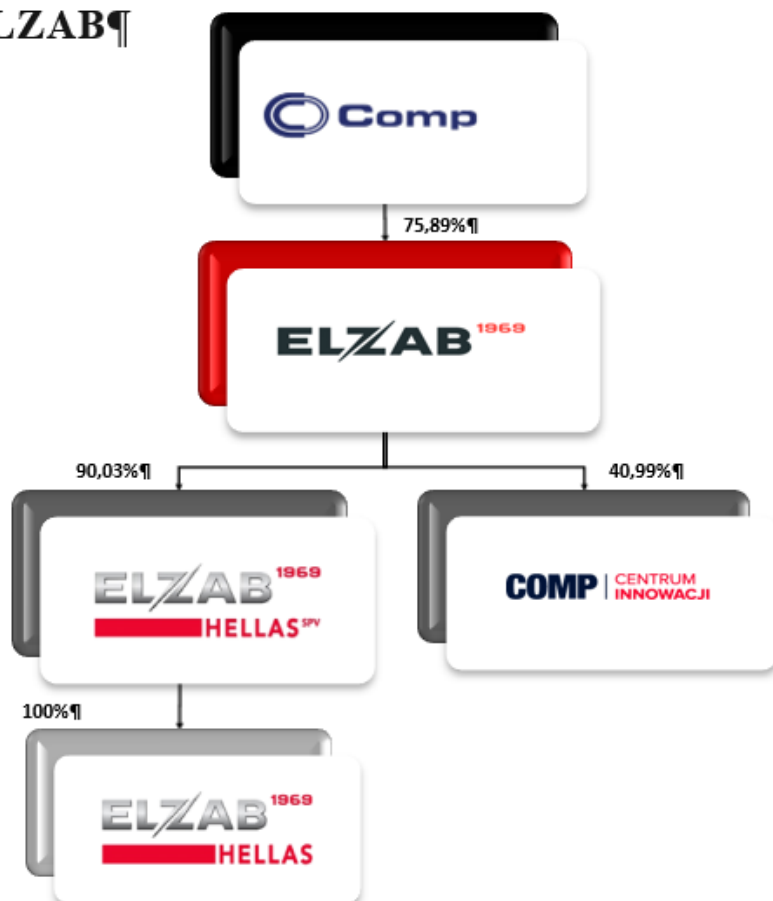 LZAB¶
Comp
75,89%¶
ELZAB 1969
90,03%¶
40,99%¶
ELZAB 1969
HELLAS SPV
COMP | CENTRUM
INNOWACJI
100%¶
ELZAB 1969
HELLAS